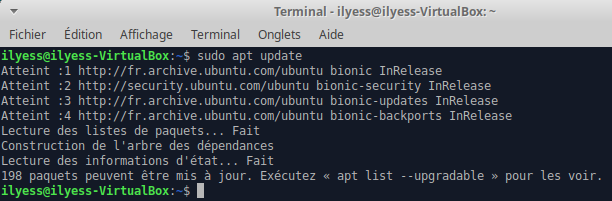 Terminal - ilyess@ilyess-VirtualBox: ~
Fichier Édition Affichage Terminal Onglets Aide
ilyess@ilyess-VirtualBox:~$ sudo apt update
Atteint :1 http://fr.archive.ubuntu.com/ubuntu bionic InRelease
Atteint :2 http://security.ubuntu.com/ubuntu bionic-security InRelease
Atteint :3 http://fr.archive.ubuntu.com/ubuntu bionic-updates InRelease
Atteint :4 http://fr.archive.ubuntu.com/ubuntu bionic-backports InRelease
Lecture des listes de paquets... Fait
Construction de l'arbre des dépendances
Lecture des informations d'état... Fait
198 paquets peuvent être mis à jour. Exécutez « apt list --upgradable » pour les voir.
ilyess@ilyess-VirtualBox:~$